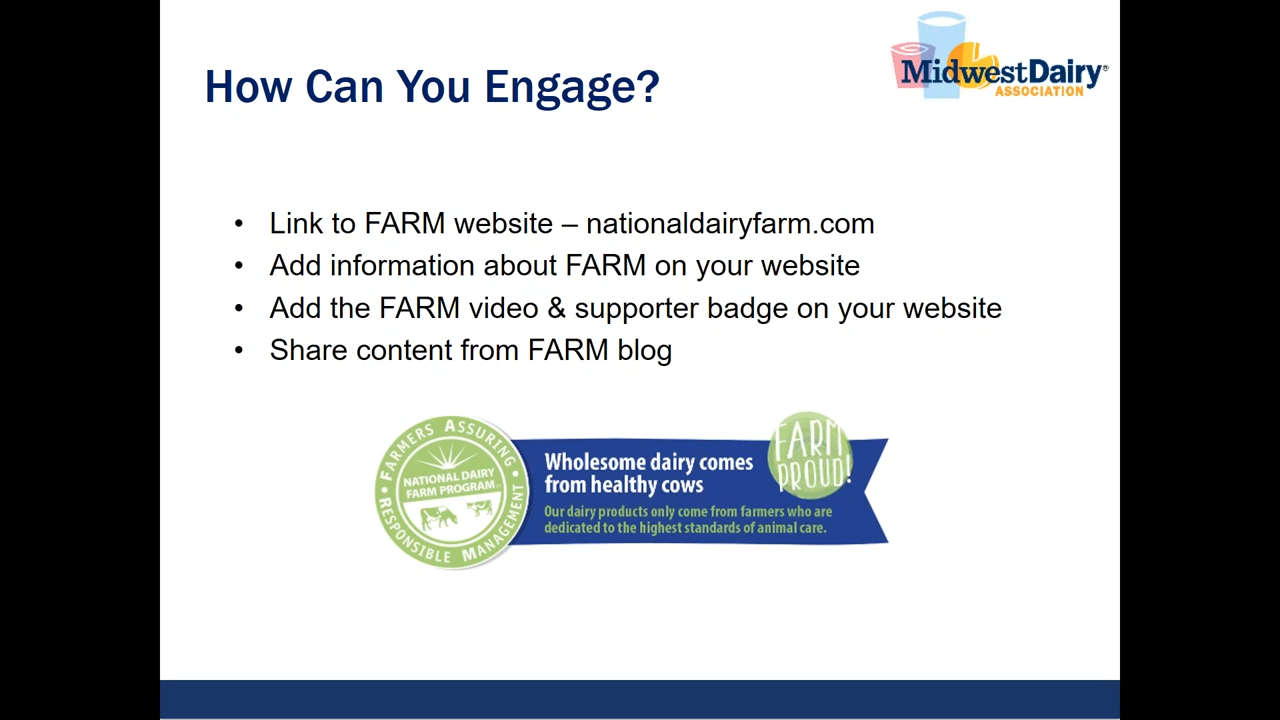 How Can You Engage?
MidwestDairy®
ASSOCIATION
• Link to FARM website – nationaldairyfarm.com
• Add information about FARM on your website
• Add the FARM video & supporter badge on your website
• Share content from FARM blog
FARMERS ASSURING
RESPONSIBLE MANAGEMENT
NATIONAL DAIRY
FARM PROGRAM
Wholesome dairy comes
from healthy cows
Our dairy products only come from farmers who are
dedicated to the highest standards of animal care.
FARM
PROUD!